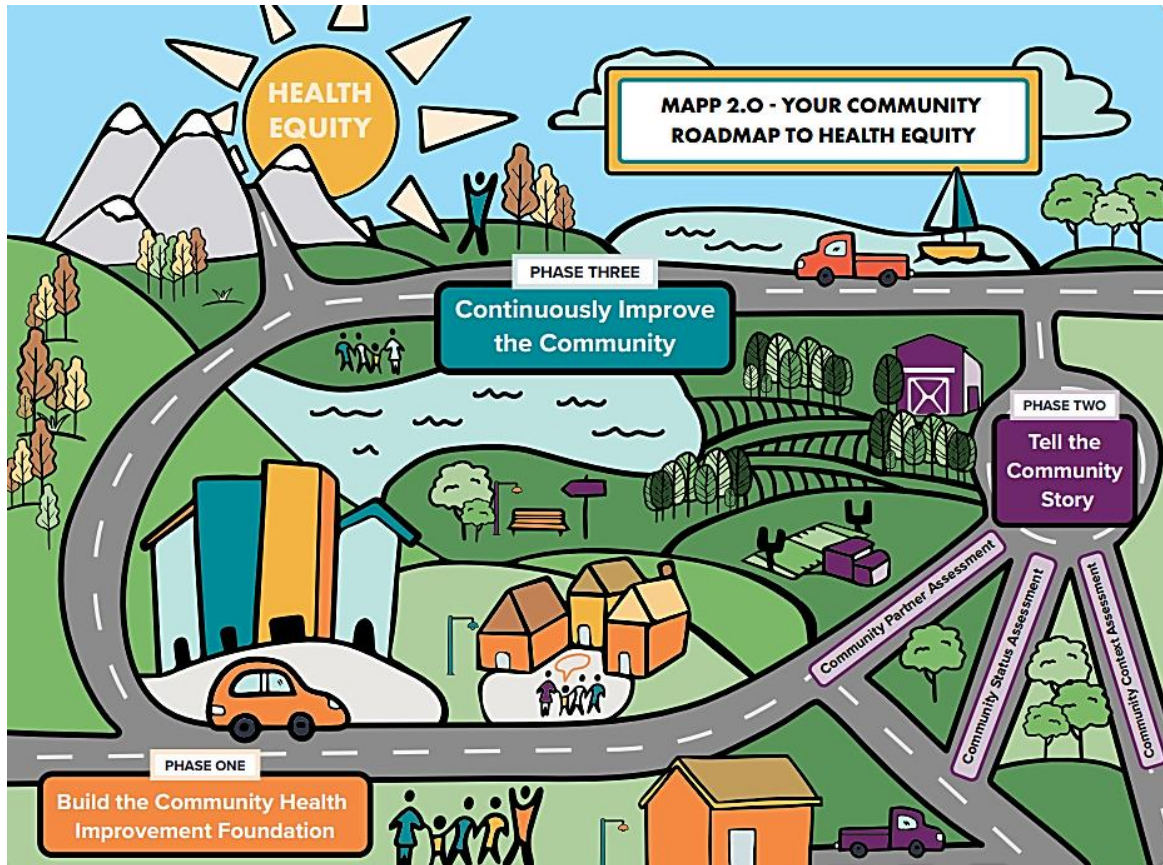 HEALTH
EQUITY
MAPP 2.0 - YOUR COMMUNITY
ROADMAP TO HEALTH EQUITY
PHASE THREE
Continuously Improve
the Community
PHASE TWO
Tell the
Community
Story
Community Partner Assessment
Community Status Assessment
Community Context Assessment
PHASE ONE
Build the Community Health
Improvement Foundation